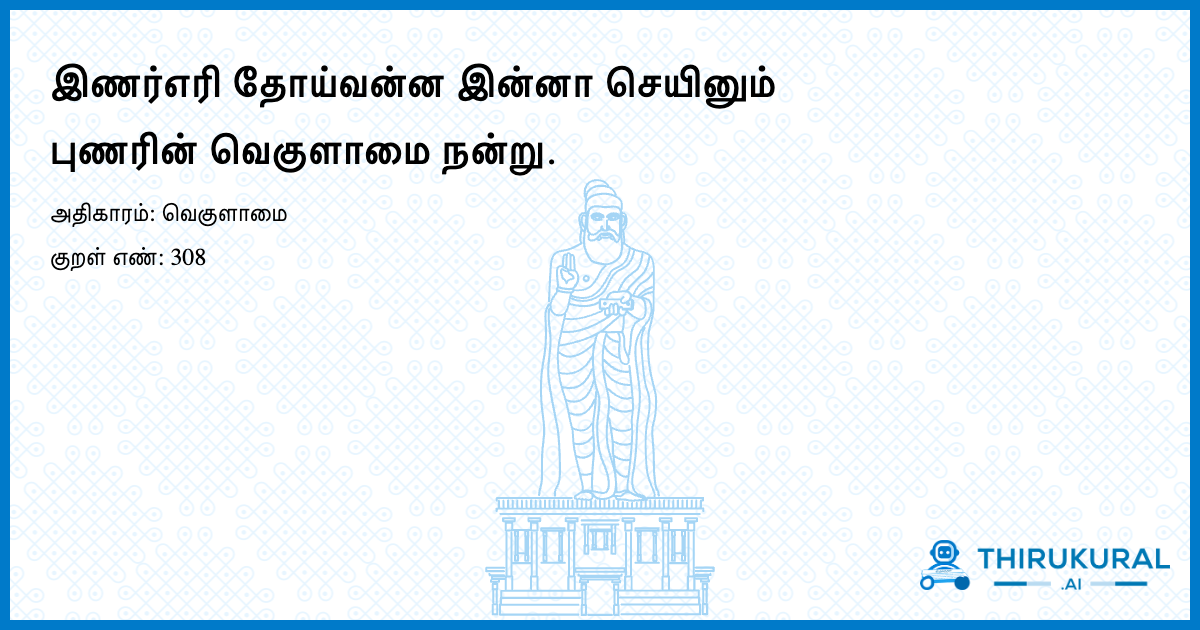 இணர்எரி தோய்வன்ன இன்னா செயினும்
புணரின் வெகுளாமை நன்று.
அதிகாரம்: வெகுளாமை
குறள் எண்: 308
THIRUKURAL
.AI